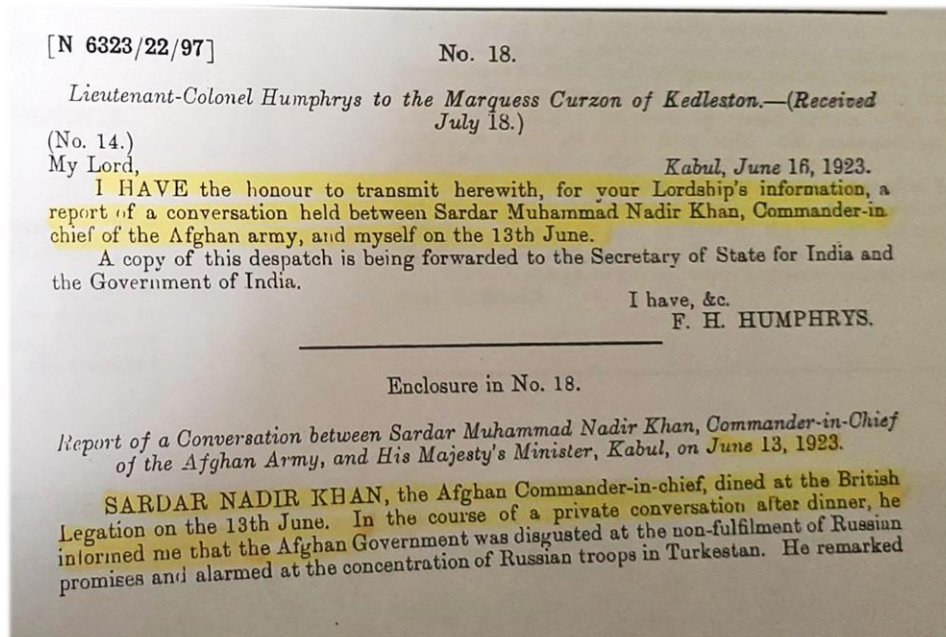 [N 6323/22/97]
No. 18.
Lieutenant-Colonel Humphrys to the Marquess Curzon of Kedleston.—(Received
July 18.)
(No. 14.)
My Lord,
Kabul, June 16, 1923.
I HAVE the honour to transmit herewith, for your Lordship's information, a
report of a conversation held between Sardar Muhammad Nadir Khan, Commander-in
chief of the Afghan army, and myself on the 13th June.
A copy of this despatch is being forwarded to the Secretary of State for India and
the Government of India.
I have, &c.
F. H. HUMPHRYS.
Enclosure in No. 18.
Report of a Conversation between Sardar Muhammad Nadir Khan, Commander-in-Chief
of the Afghan Army, and His Majesty's Minister, Kabul, on June 13, 1923.
SARDAR NADIR KHAN, the Afghan Commander-in-chief, dined at the British
Legation on the 13th June. In the course of a private conversation after dinner, he
informed me that the Afghan Government was disgusted at the non-fulfilment of Russian
promises and alarmed at the concentration of Russian troops in Turkestan. He remarked